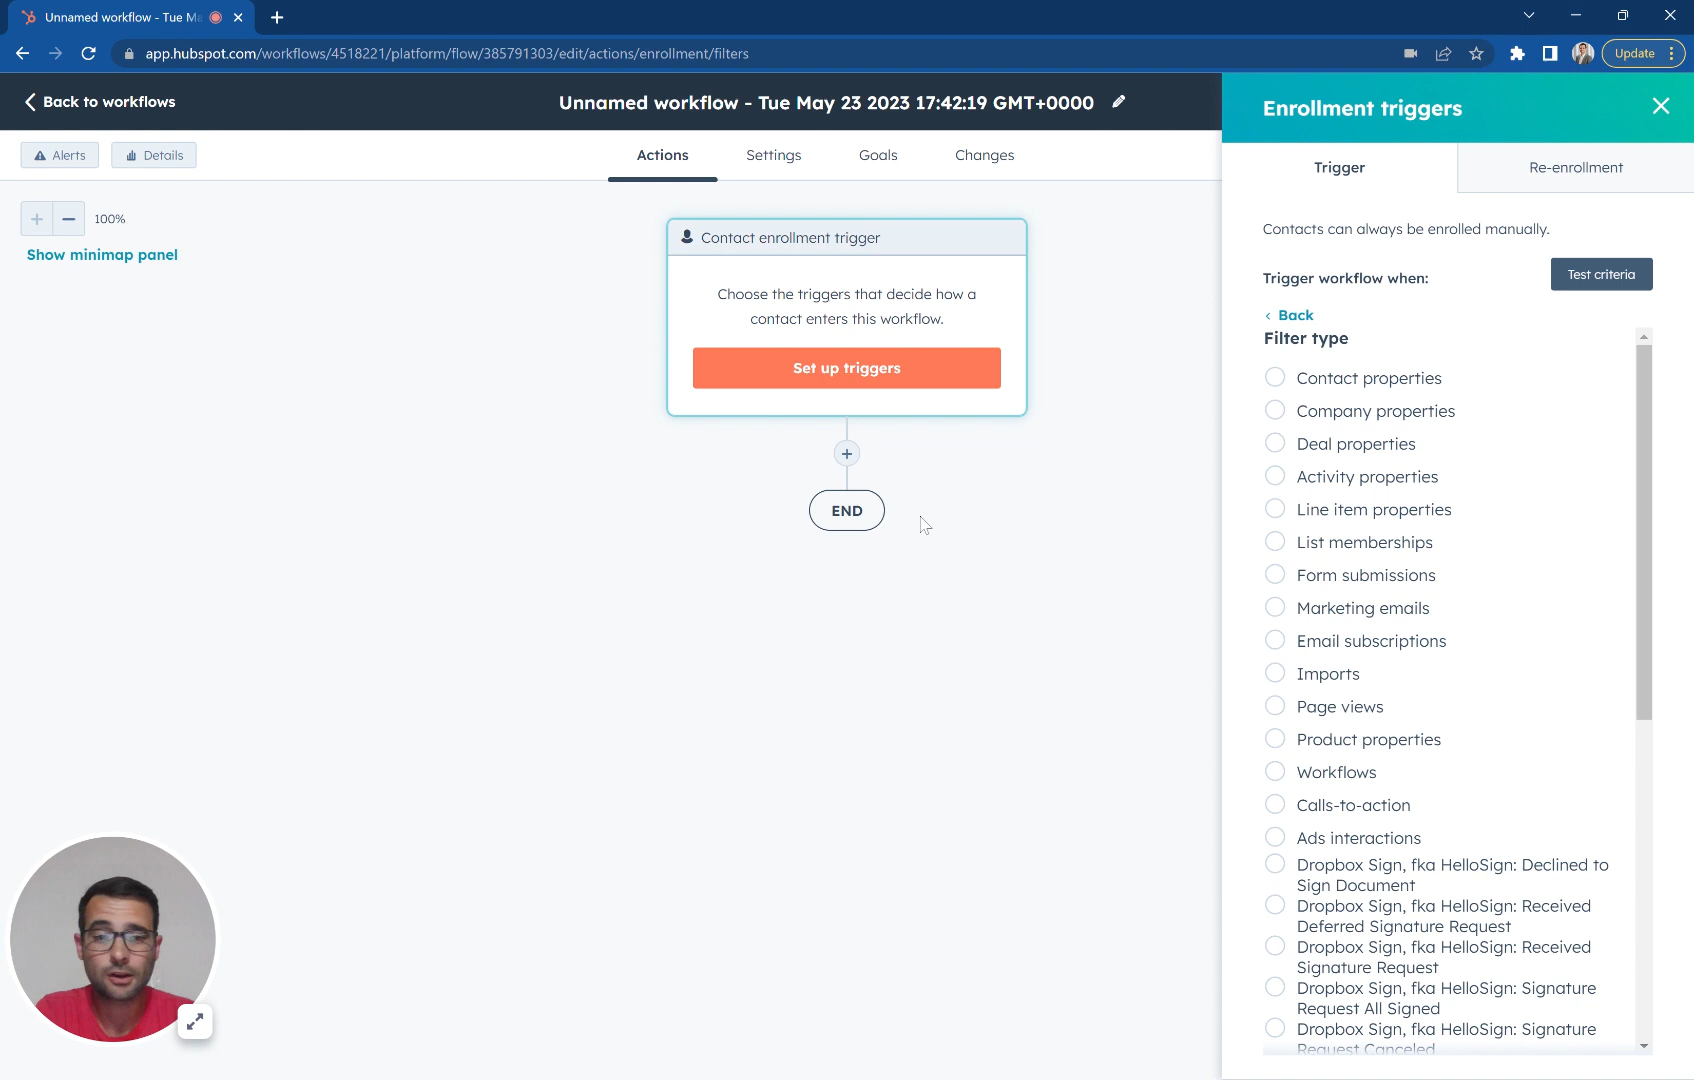 Unnamed workflow - Tue Ma
app.hubspot.com/workflows/4518221/platform/flow/385791303/edit/actions/enrollment/filters
Update
Back to workflows
Unnamed workflow - Tue May 23 2023 17:42:19 GMT+0000
Enrollment triggers
Alerts
Details
Actions
Settings
Goals
Changes
Trigger
Re-enrollment
100%
Show minimap panel
Contact enrollment trigger
Choose the triggers that decide how a
contact enters this workflow.
Set up triggers
END
Contacts can always be enrolled manually.
Trigger workflow when:
Test criteria
Back
Filter type
Contact properties
Company properties
Deal properties
Activity properties
Line item properties
List memberships
Form submissions
Marketing emails
Email subscriptions
Imports
Page views
Product properties
Workflows
Calls-to-action
Ads interactions
Dropbox Sign, fka HelloSign: Declined to
Sign Document
Dropbox Sign, fka HelloSign: Received
Deferred Signature Request
Dropbox Sign, fka HelloSign: Received
Signature Request
Dropbox Sign, fka HelloSign: Signature
Request All Signed
Dropbox Sign, fka HelloSign: Signature
Request Canceled